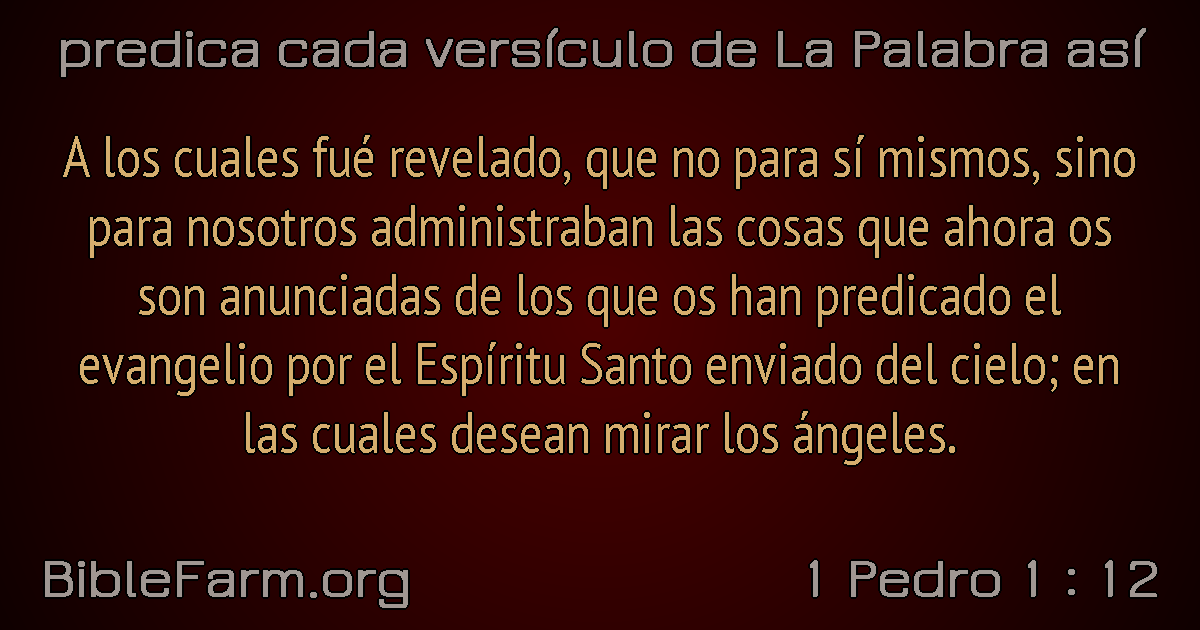 predica cada versículo de La Palabra así
A los cuales fué revelado, que no para sí mismos, sino
para nosotros administraban las cosas que ahora os
son anunciadas de los que os han predicado el
evangelio por el Espíritu Santo enviado del cielo; en
las cuales desean mirar los ángeles.
BibleFarm.org
1 Pedro 1 : 12